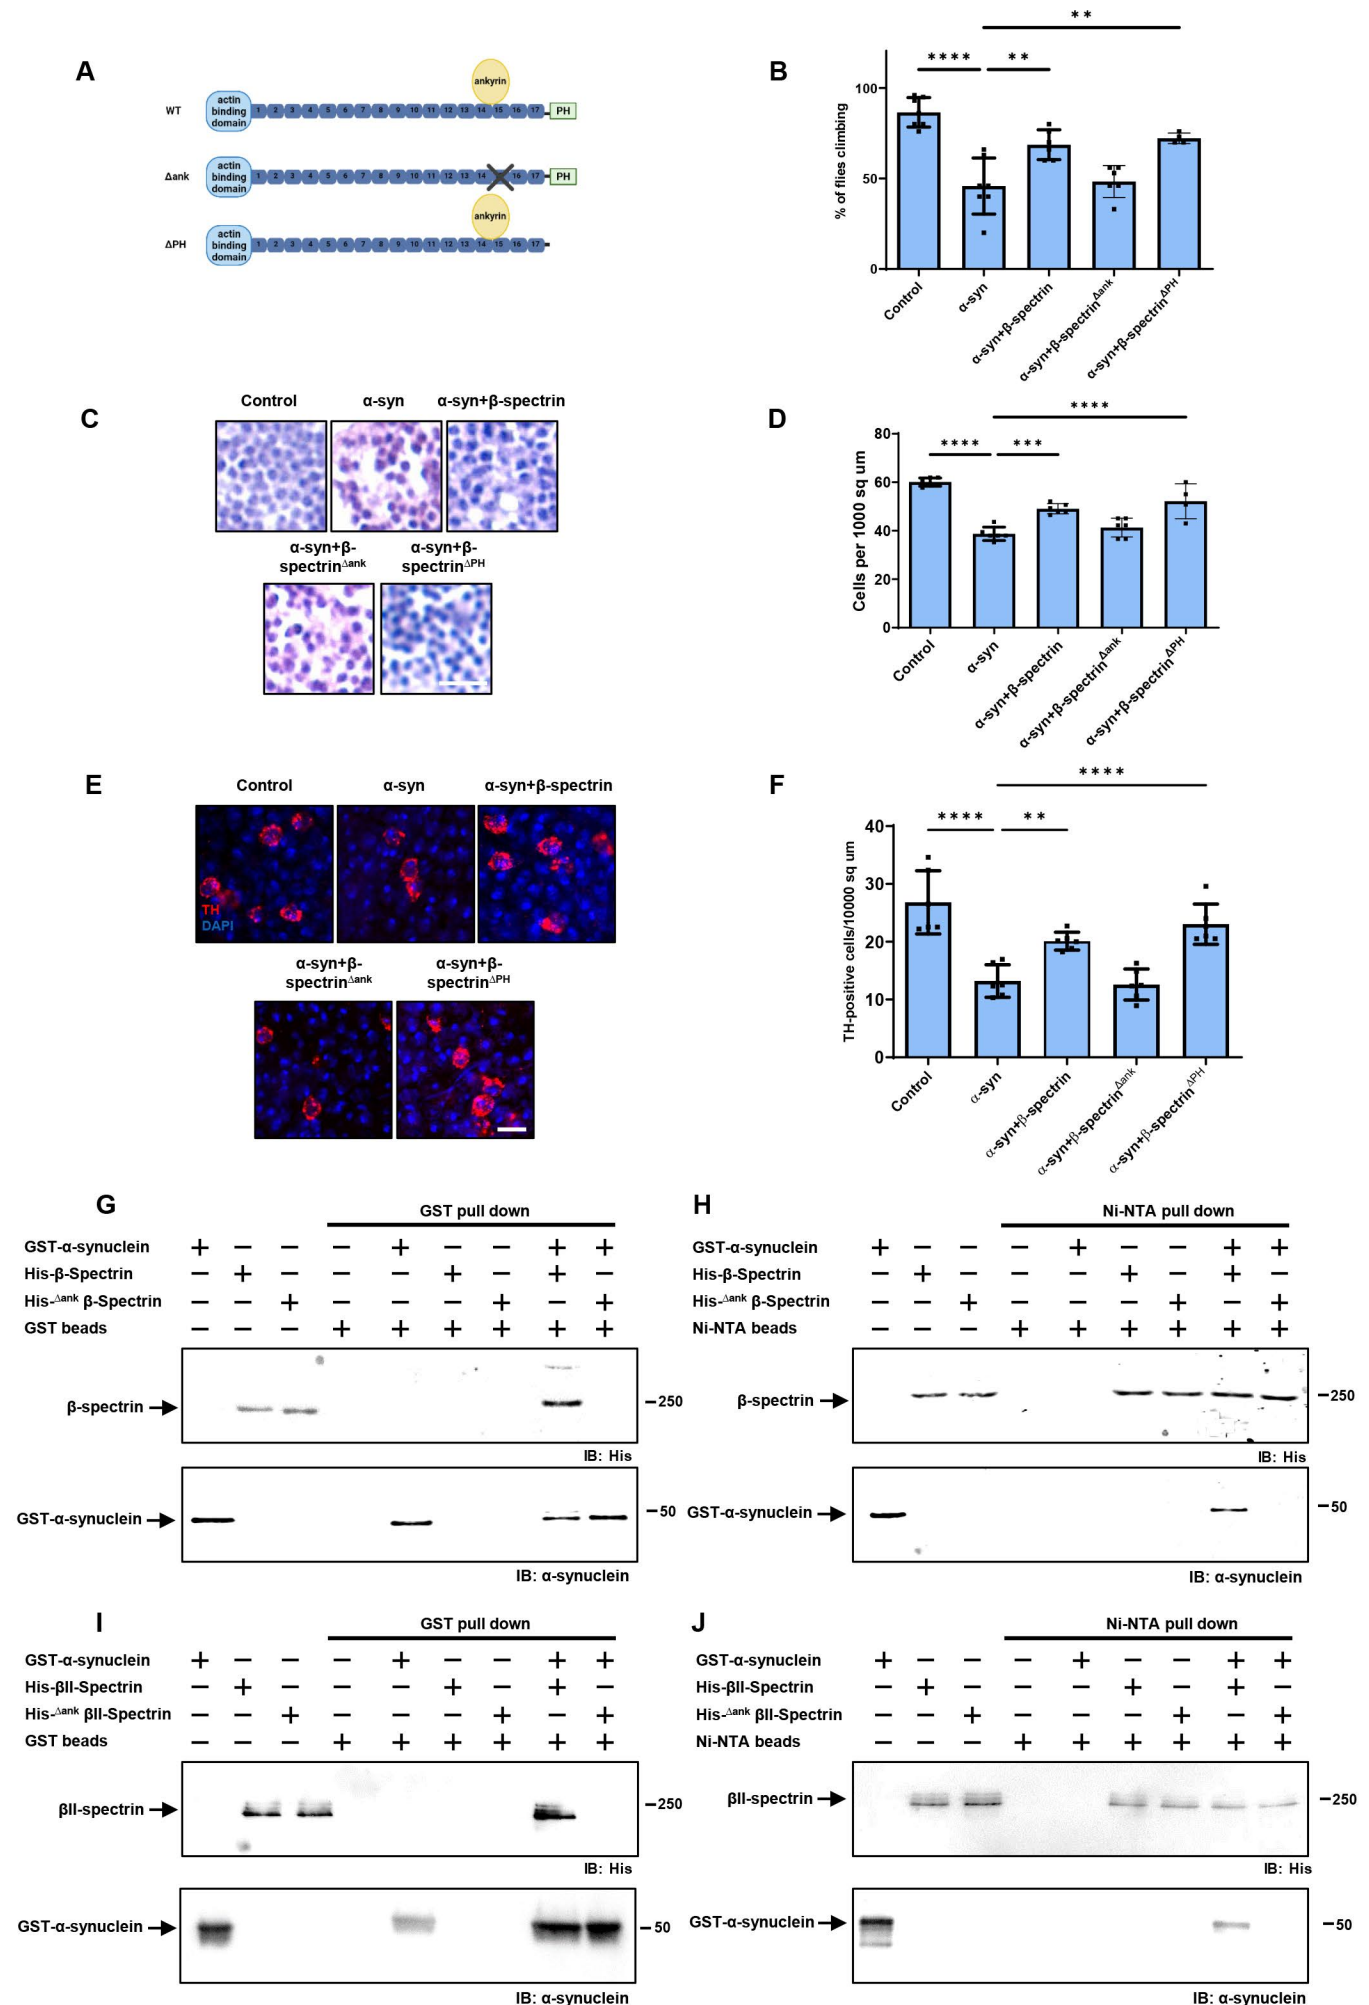 A
WT
actin
binding
domain
1 2 3 4 5 6 7 8 9 10 11 12 13 14 15 16 17
PH
ankyrin
Δank
actin
binding
domain
1 2 3 4 5 6 7 8 9 10 11 12 13 14 16 17
PH
ΔPH
actin
binding
domain
1 2 3 4 5 6 7 8 9 10 11 12 13 14 15 16 17
ankyrin
B
% of flies climbing
100
50
0
**
**** **
Control
α-syn
α-syn+β-spectrin
α-syn+β-spectrinΔank
α-syn+β-spectrinΔPH
C
Control α-syn α-syn+β-spectrin
α-syn+β-
spectrinΔank
α-syn+β-
spectrinΔPH
D
Cells per 1000 sq um
80
60
40
20
0
****
**** ***
Control
α-syn
α-syn+β-spectrin
α-syn+β-spectrinΔank
α-syn+β-spectrinΔPH
E
Control α-syn α-syn+β-spectrin
TH
DAPI
α-syn+β-
spectrinΔank
α-syn+β-
spectrinΔPH
F
TH-positive cells/10000 sq um
40
30
20
10
0
****
**** **
Control
α-syn
α-syn+β-spectrin
α-syn+β-spectrinΔank
α-syn+β-spectrinΔPH
G
GST pull down
GST-α-synuclein + − − − + − − + +
His-β-Spectrin − + − − − + − + −
His-Δank β-Spectrin − − + − − − + − +
GST beads − − − + + + + + +
β-spectrin
250
IB: His
GST-α-synuclein
50
IB: α-synuclein
H
Ni-NTA pull down
GST-α-synuclein + − − − + − − + +
His-β-Spectrin − + − − − + − + −
His-Δank β-Spectrin − − + − − − + − +
Ni-NTA beads − − − + + + + + +
β-spectrin
250
IB: His
GST-α-synuclein
50
IB: α-synuclein
I
GST pull down
GST-α-synuclein + − − − + − − + +
His-βII-Spectrin − + − − − + − + −
His-Δank βII-Spectrin − − + − − − + − +
GST beads − − − + + + + + +
βII-spectrin
250
IB: His
GST-α-synuclein
50
IB: α-synuclein
J
Ni-NTA pull down
GST-α-synuclein + − − − + − − + +
His-βII-Spectrin − + − − − + − + −
His-Δank βII-Spectrin − − + − − − + − +
Ni-NTA beads − − − + + + + + +
βII-spectrin
250
IB: His
GST-α-synuclein
50
IB: α-synuclein